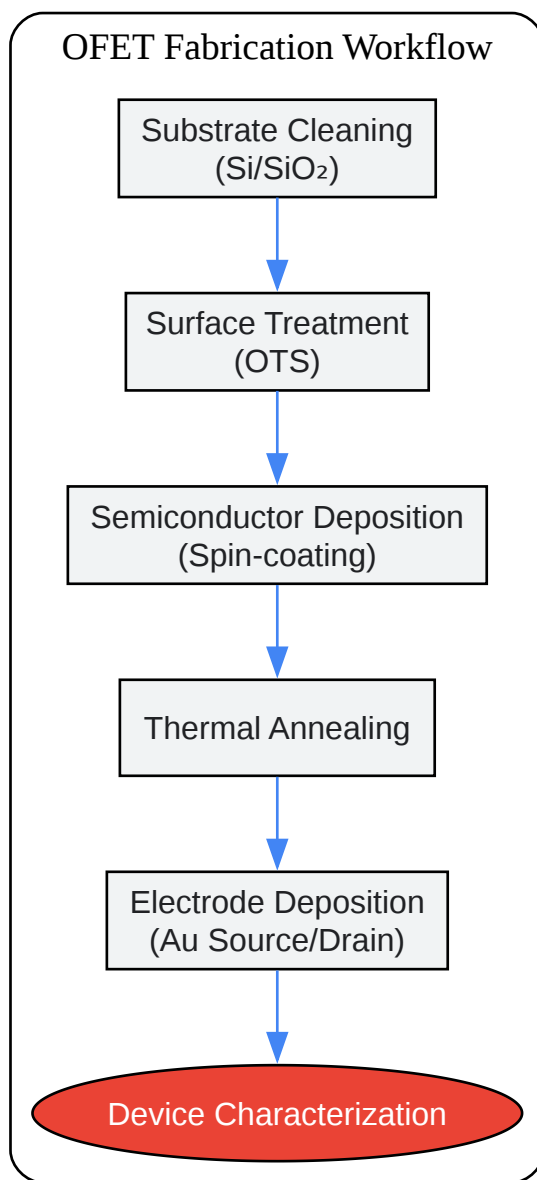 OFET Fabrication Workflow
Substrate Cleaning
(Si/SiO₂)
Surface Treatment
(OTS)
Semiconductor Deposition
(Spin-coating)
Thermal Annealing
Electrode Deposition
(Au Source/Drain)
Device Characterization